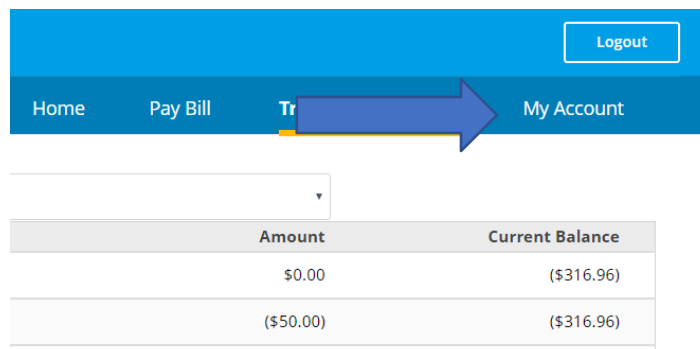 Logout
Home Pay Bill My Account
Amount Current Balance
$0.00 ($316.96)
($50.00) ($316.96)